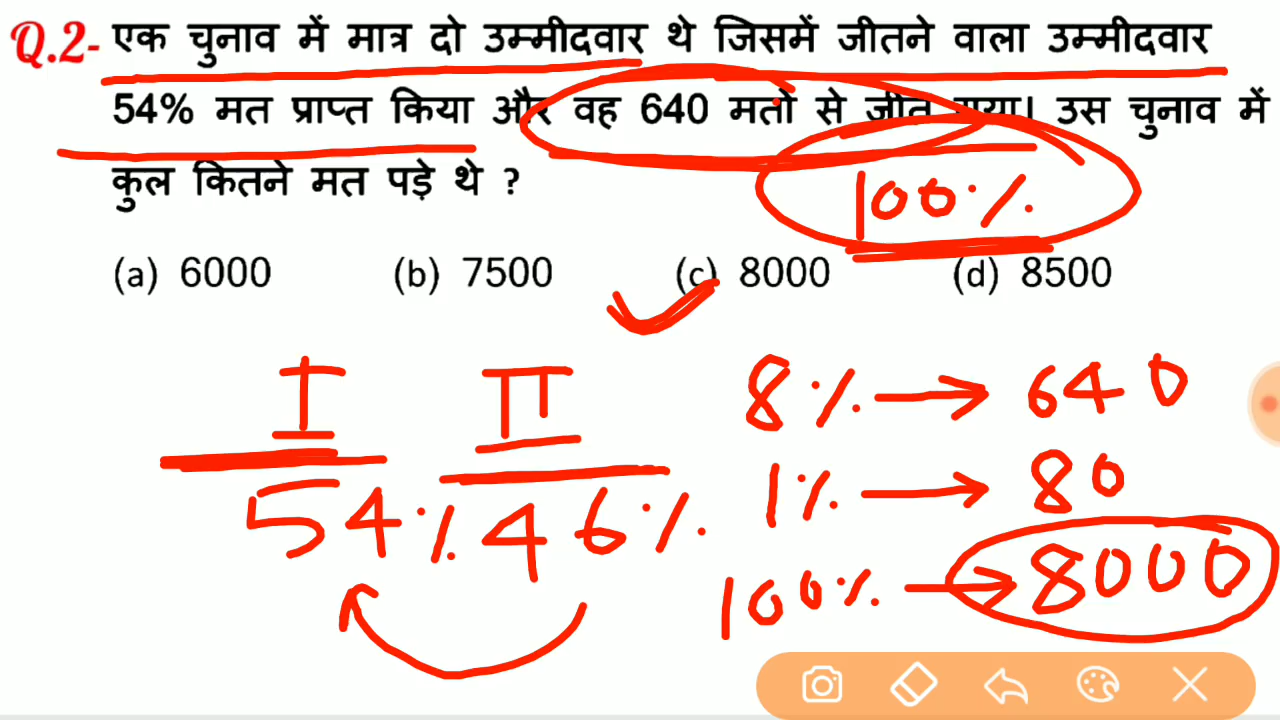 Q.2- एक चुनाव में मात्र दो उम्मीदवार थे जिसमें जीतने वाला उम्मीदवार
54% मत प्राप्त किया और वह 640 मतों से जीत गया। उस चुनाव में
कुल कितने मत पड़े थे ?
100%
(a) 6000 (b) 7500 (c) 8000 (d) 8500
I II
54% 46%
8% → 640
1% → 80
100% → 8000